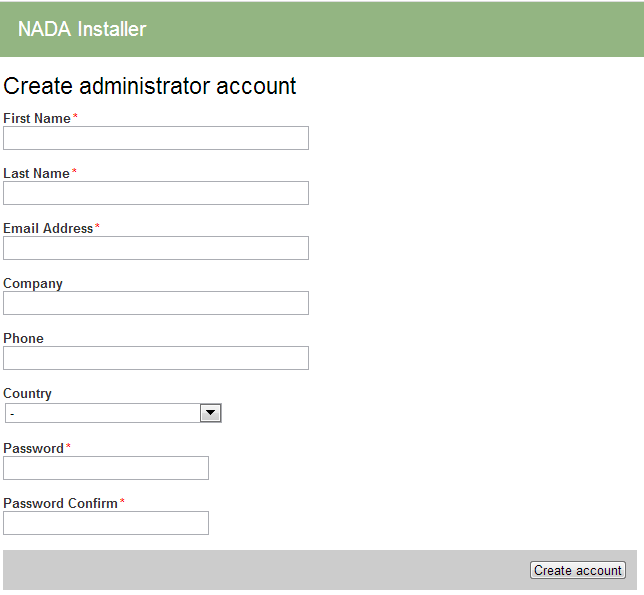 NADA Installer
Create administrator account
First Name*
Last Name*
Email Address*
Company
Phone
Country
-
Password*
Password Confirm*
Create account